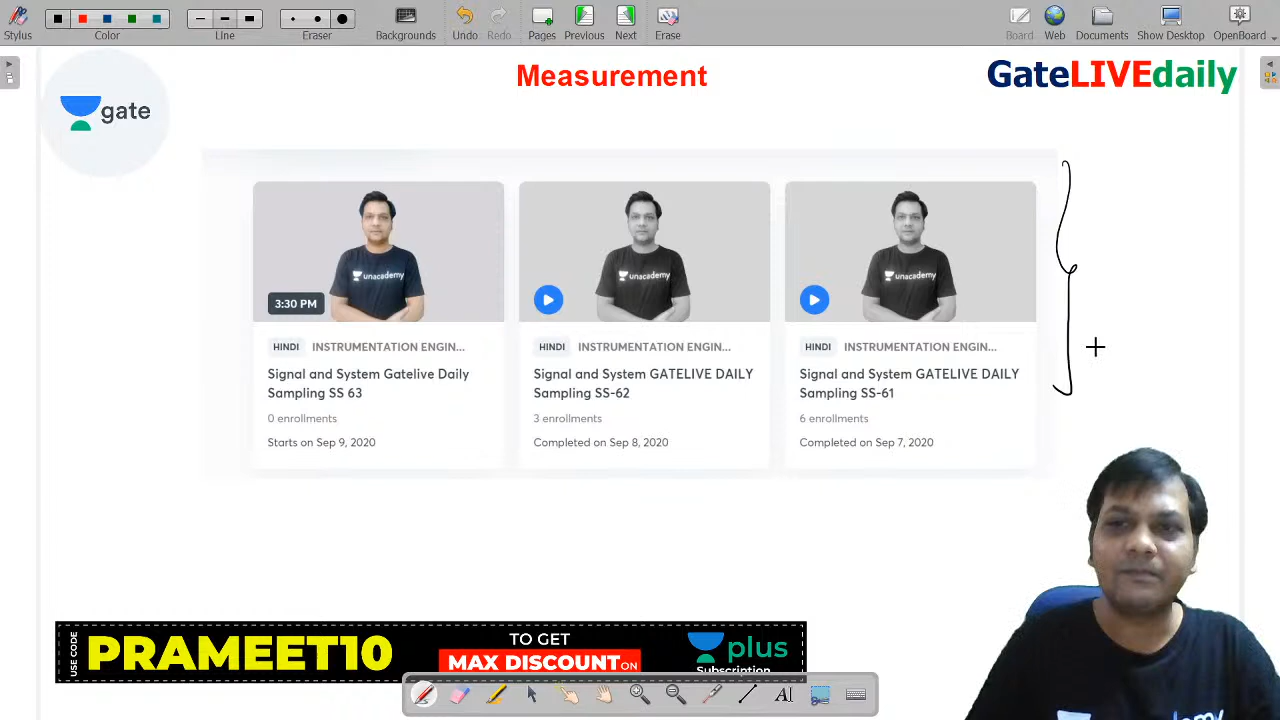 Stylus
Color
Line
Eraser
Backgrounds
Undo
Redo
Pages
Previous
Next
Erase
Board
Web
Documents
Show Desktop
OpenBoard
gate
Measurement
GateLIVEdaily
unacademy
unacademy
unacademy
3:30 PM
HINDI INSTRUMENTATION ENGIN...
Signal and System Gatelive Daily
Sampling SS 63
0 enrollments
Starts on Sep 9, 2020
HINDI INSTRUMENTATION ENGIN...
Signal and System GATELIVE DAILY
Sampling SS-62
3 enrollments
Completed on Sep 8, 2020
HINDI INSTRUMENTATION ENGIN...
Signal and System GATELIVE DAILY
Sampling SS-61
6 enrollments
Completed on Sep 7, 2020
USE CODE
PRAMEET10
TO GET
MAX DISCOUNT ON
plus
Subscription